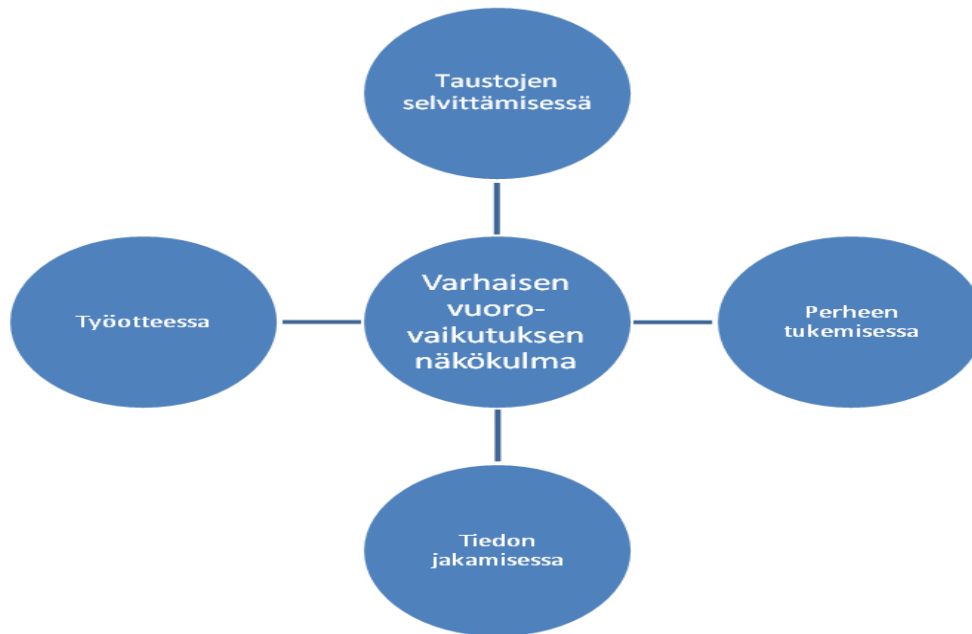 Taustojen
selvittämisessä
Työotteessa
Varhaisen
vuoro-
vaikutuksen
näkökulma
Perheen
tukemisessa
Tiedon
jakamisessa